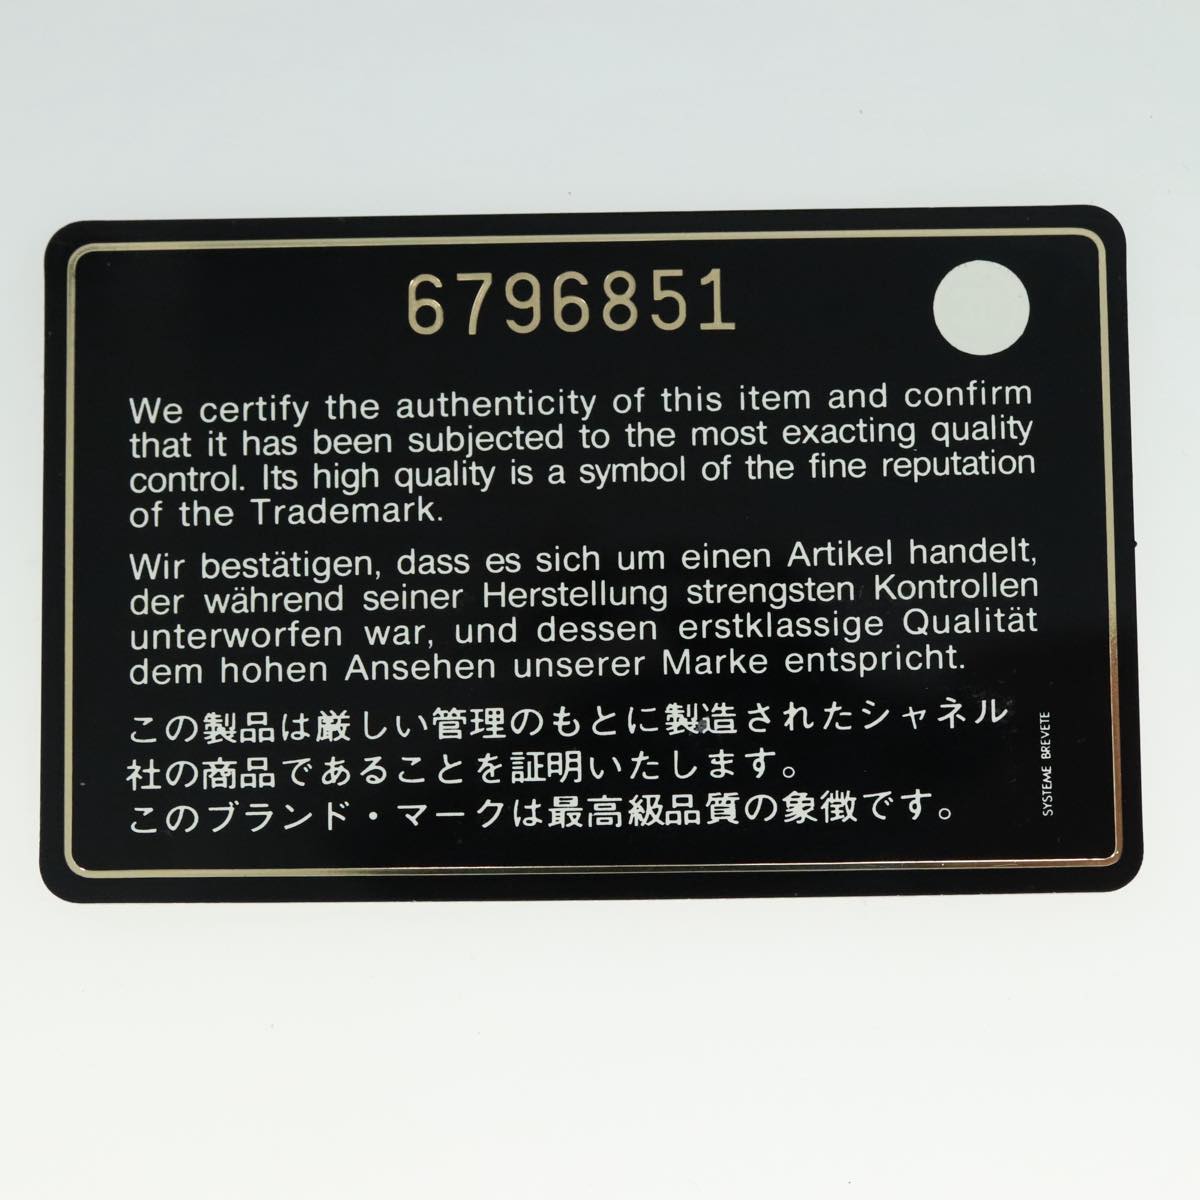 6796851
We certify the authenticity of this item and confirm
that it has been subjected to the most exacting quality
control. Its high quality is a symbol of the fine reputation
of the Trademark.
Wir bestätigen, dass es sich um einen Artikel handelt,
der während seiner Herstellung strengsten Kontrollen
unterworfen war, und dessen erstklassige Qualität
dem hohen Ansehen unserer Marke entspricht.
この製品は厳しい管理のもとに製造されたシャネル
社の商品であることを証明いたします。
このブランド・マークは最高級品質の象徴です。
SYSTEME BREVETE